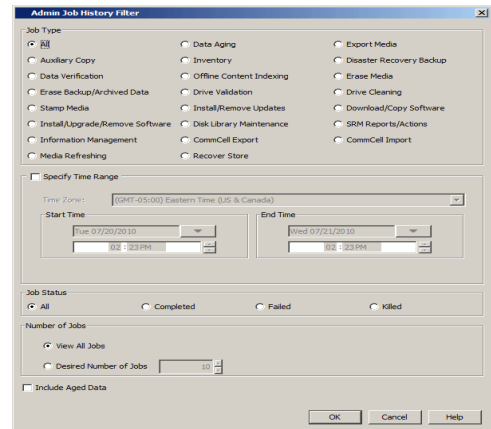 Admin Job History Filter
Job Type
All Data Aging Export Media
Auxiliary Copy Inventory Disaster Recovery Backup
Data Verification Offline Content Indexing Erase Media
Erase Backup/Archived Data Drive Validation Drive Cleaning
Stamp Media Install/Remove Updates Download/Copy Software
Install/Upgrade/Remove Software Disk Library Maintenance SRM Reports/Actions
Information Management CommCell Export CommCell Import
Media Refreshing Recover Store
Specify Time Range
Time Zone: (GMT-05:00) Eastern Time (US & Canada)
Start Time End Time
Tue 07/20/2010 Wed 07/21/2010
02 : 23 PM 02 : 23 PM
Job Status
All Completed Failed Killed
Number of Jobs
View All Jobs
Desired Number of Jobs 10
Include Aged Data
OK Cancel Help